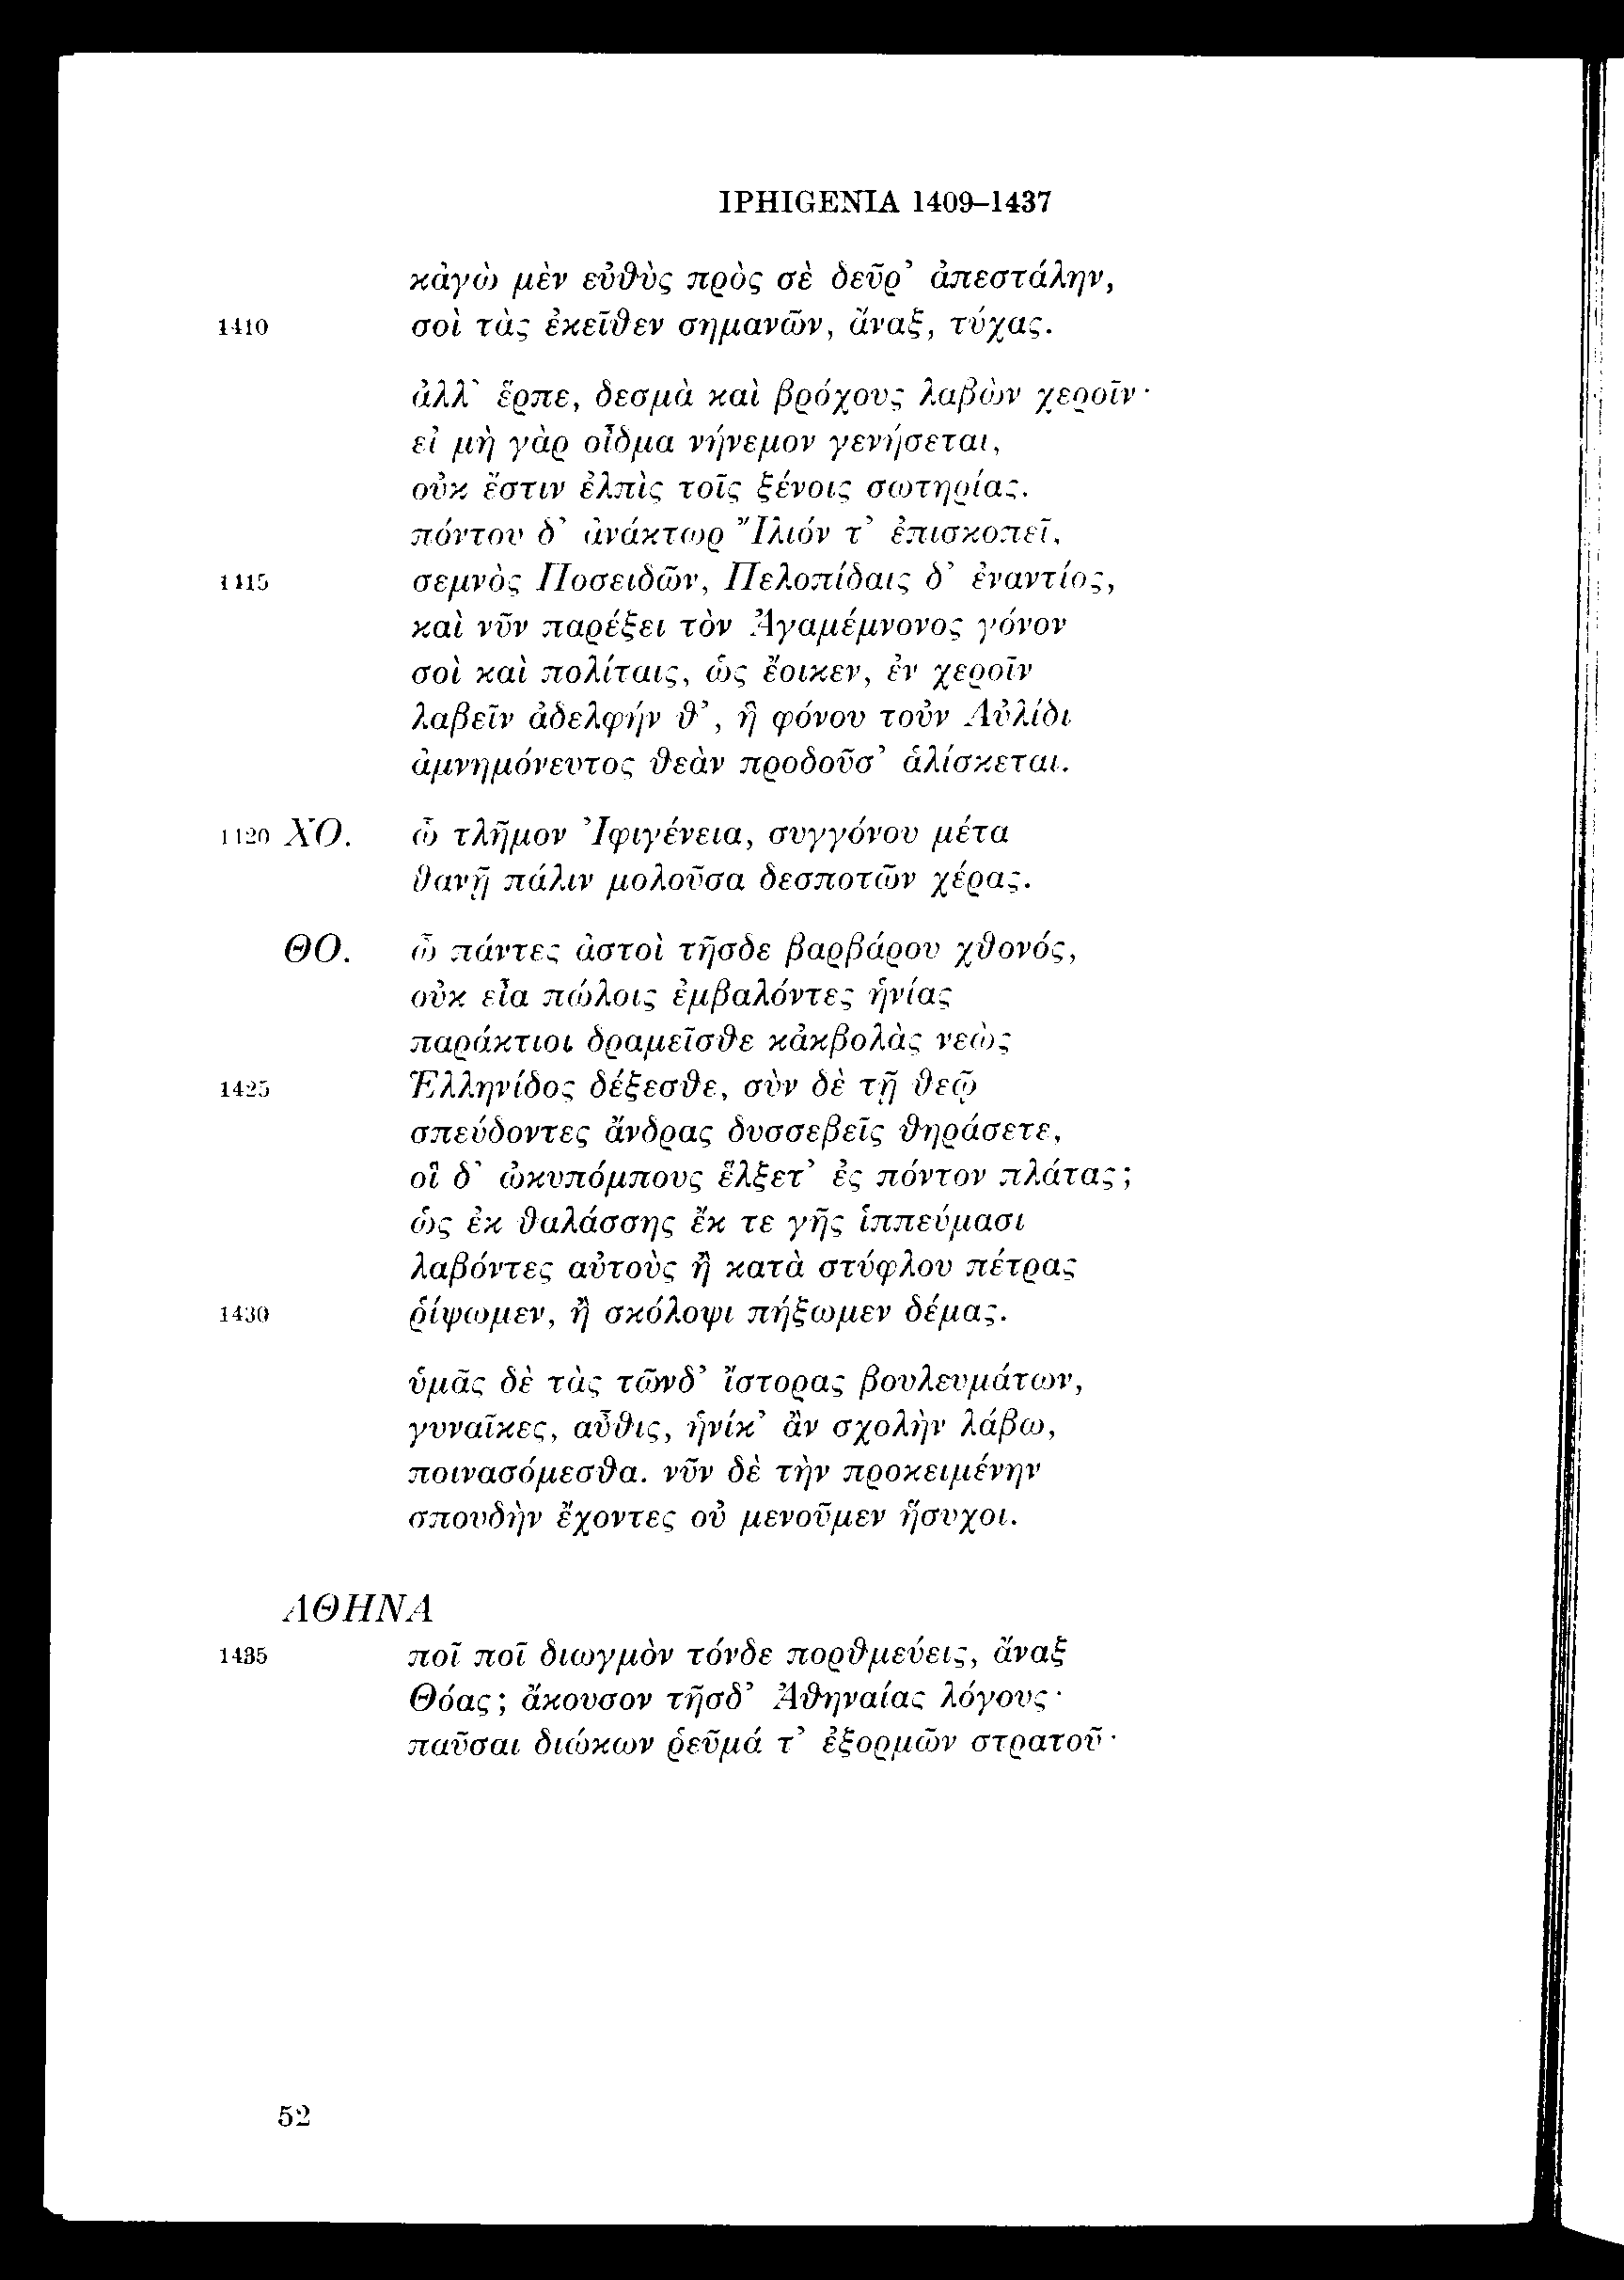 IPHIGENIA 1409–1437
κἀγὼ μὲν εὐθὺς πρὸς σὲ δεῦρ’ ἀπεστάλην,
1410 σοὶ τὰς ἐκεῖθεν σημανῶν, ἄναξ, τύχας.
ἀλλ’ ἕρπε, δεσμὰ καὶ βρόχους λαβὼν χεροῖν·
εἰ μὴ γὰρ οἶδμα νήνεμον γενήσεται,
οὐκ ἔστιν ἐλπὶς τοῖς ξένοις σωτηρίας.
πόντου δ’ ἀνάκτωρ Ἴλιόν τ’ ἐπισκοπεῖ,
1415 σεμνὸς Ποσειδῶν, Πελοπίδαις δ’ ἐναντίος,
καὶ νῦν παρέξει τὸν Ἀγαμέμνονος γόνον
σοὶ καὶ πολίταις, ὡς ἔοικεν, ἐν χεροῖν
λαβεῖν ἀδελφήν θ’, ἣ φόνου τοὐν Αὐλίδι
ἀμνημόνευτος θεὰν προδοῦσ’ ἁλίσκεται.
1420 ΧΟ. ὦ τλῆμον Ἰφιγένεια, συγγόνου μέτα
θανῇ πάλιν μολοῦσα δεσποτῶν χέρας.
ΘΟ. ὦ πάντες ἀστοὶ τῆσδε βαρβάρου χθονός,
οὐκ εἶα πώλοις ἐμβαλόντες ἡνίας
παράκτιοι δραμεῖσθε κἀκβολὰς νεὼς
1425 Ἑλληνίδος δέξεσθε, σὺν δὲ τῇ θεῷ
σπεύδοντες ἄνδρας δυσσεβεῖς θηράσετε,
οἳ δ’ ὠκυπόμπους ἕλξετ’ ἐς πόντον πλάτας;
ὡς ἐκ θαλάσσης ἔκ τε γῆς ἱππεύμασι
λαβόντες αὐτοὺς ἢ κατὰ στύφλου πέτρας
1430 ῥίψωμεν, ἢ σκόλοψι πήξωμεν δέμας.
ὑμᾶς δὲ τὰς τῶνδ’ ἴστορας βουλευμάτων,
γυναῖκες, αὖθις, ἡνίκ’ ἂν σχολὴν λάβω,
ποινασόμεσθα. νῦν δὲ τὴν προκειμένην
σπουδὴν ἔχοντες οὐ μενοῦμεν ἥσυχοι.
ΑΘΗΝΑ
1435 ποῖ ποῖ διωγμὸν τόνδε πορθμεύεις, ἄναξ
Θόας; ἄκουσον τῆσδ’ Ἀθηναίας λόγους·
παῦσαι διώκων ῥεῦμά τ’ ἐξορμῶν στρατοῦ·
52